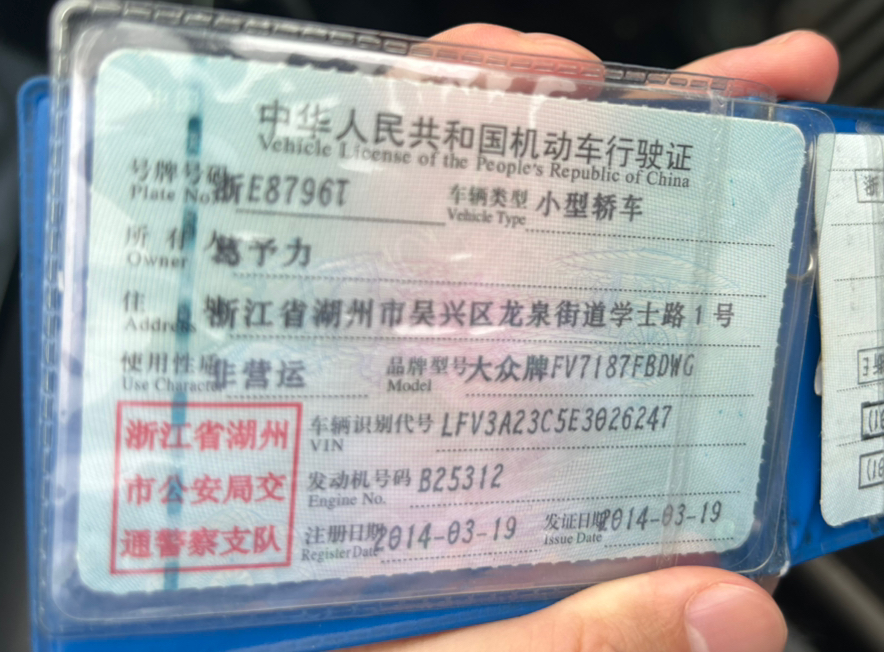 中华人民共和国机动车行驶证
Vehicle License of the People's Republic of China
号牌号码 浙E8796T 车辆类型 小型轿车
Plate No. Vehicle Type
所有人 葛予力
Owner
住址 浙江省湖州市吴兴区龙泉街道学士路1号
Address
使用性质 非营运 品牌型号 大众牌FV7187FBDWG
Use Character Model
浙江省湖州
市公安局交
通警察支队
车辆识别代号 LFV3A23C5E3026247
VIN
发动机号码 B25312
Engine No.
注册日期 2014-03-19 发证日期 2014-03-19
Register Date Issue Date